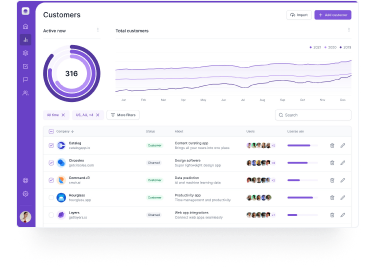 Customers
Import
Add customer
Active now
Total customers
316
2021 2022 2023
Jan Feb Mar Apr May Jun Jul Aug Sep Oct Nov Dec
All time
US, AU, +4
More filters
Search
Company
Status
About
Users
License use
Catalog
Customer
Content curating app
catalogapp.io
Brings all your news into one place
Circooles
Churned
Design software
getcirooles.com
Super lightweight design app
Command+R
Customer
Data prediction
cmdr.ai
AI and machine learning data
Hourglass
Customer
Productivity app
hourglass.app
Time management and productivity
Layers
Churned
Web app integrations
getlayers.io
Connect web apps seamlessly